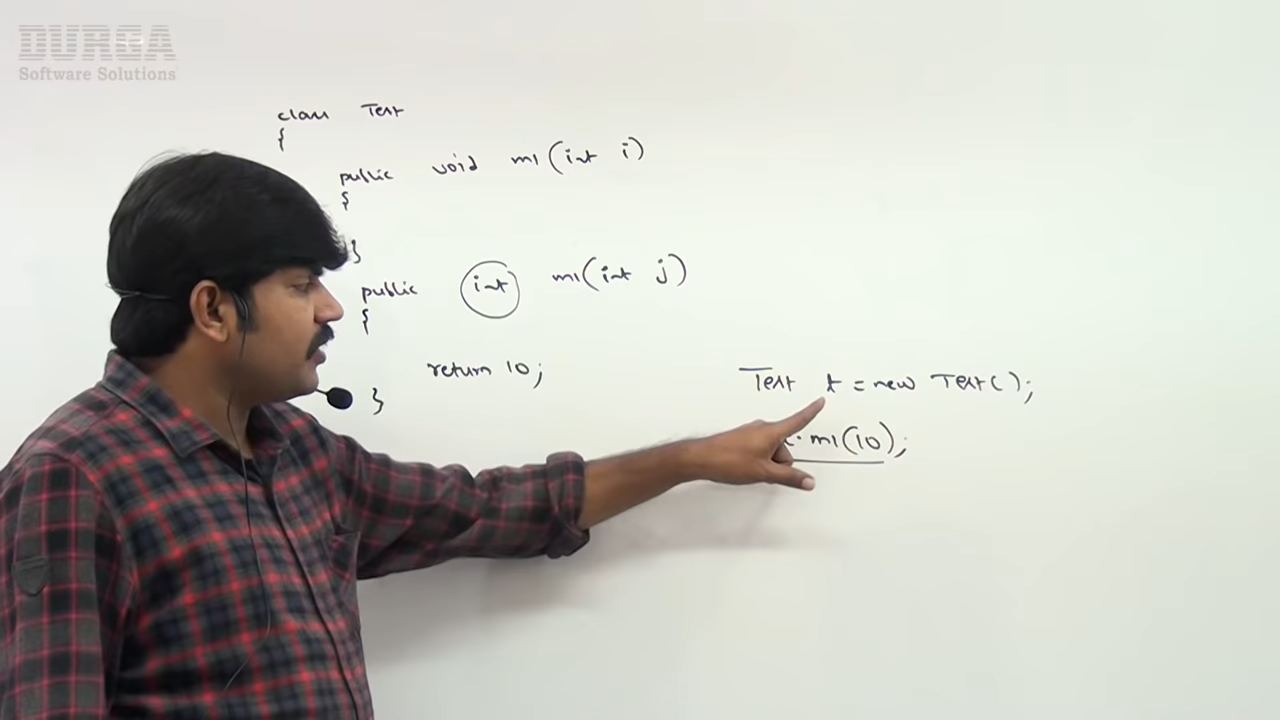 DURGA
Software Solutions
class Test
{
public void m1(int i)
{
}
public int m1(int j)
{
return 10;
}
Test t = new Test();
t.m1(10);